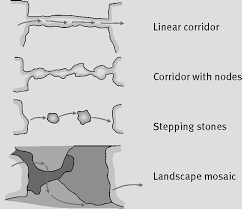 Linear corridor
Corridor with nodes
Stepping stones
Landscape mosaic